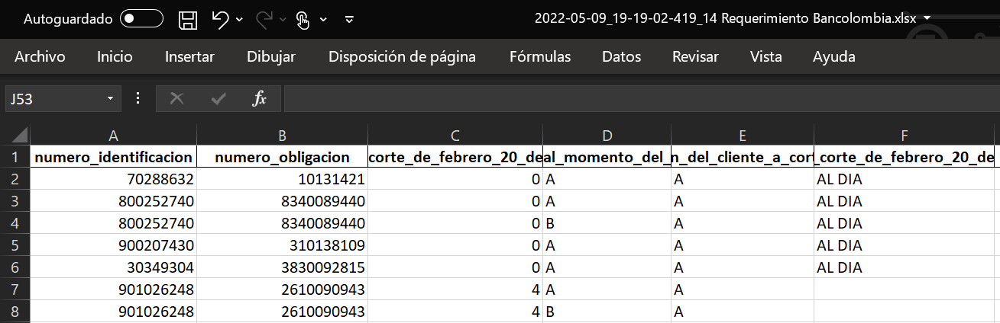 Autoguardado 2022-05-09_19-19-02-419_14 Requerimiento Bancolombia.xlsx
Archivo Inicio Insertar Dibujar Disposición de página Fórmulas Datos Revisar Vista Ayuda
J53 fx
A B C D E F
1 numero_identificacion numero_obligacion corte_de_febrero_20_de al_momento_del_ n_del_cliente_a_cort _corte_de_febrero_20_de
2 70288632 10131421 0 A A AL DIA
3 800252740 8340089440 0 A A AL DIA
4 800252740 8340089440 0 B A AL DIA
5 900207430 310138109 0 A A AL DIA
6 30349304 3830092815 0 A A AL DIA
7 901026248 2610090943 4 A A
8 901026248 2610090943 4 B A